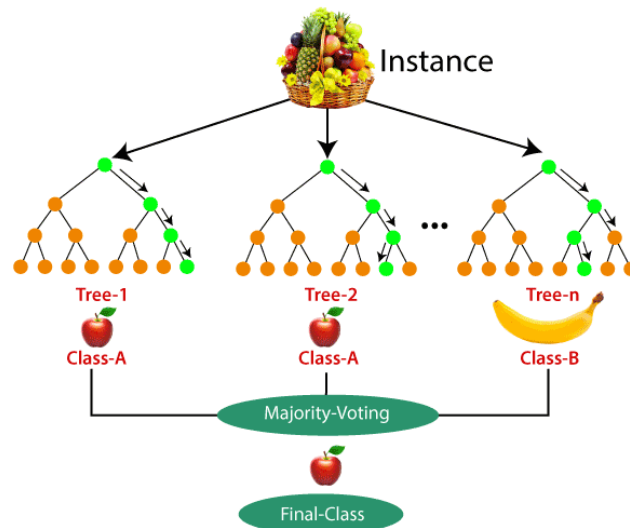 Instance
...
Tree-1
Tree-2
Tree-n
Class-A
Class-A
Class-B
Majority-Voting
Final-Class